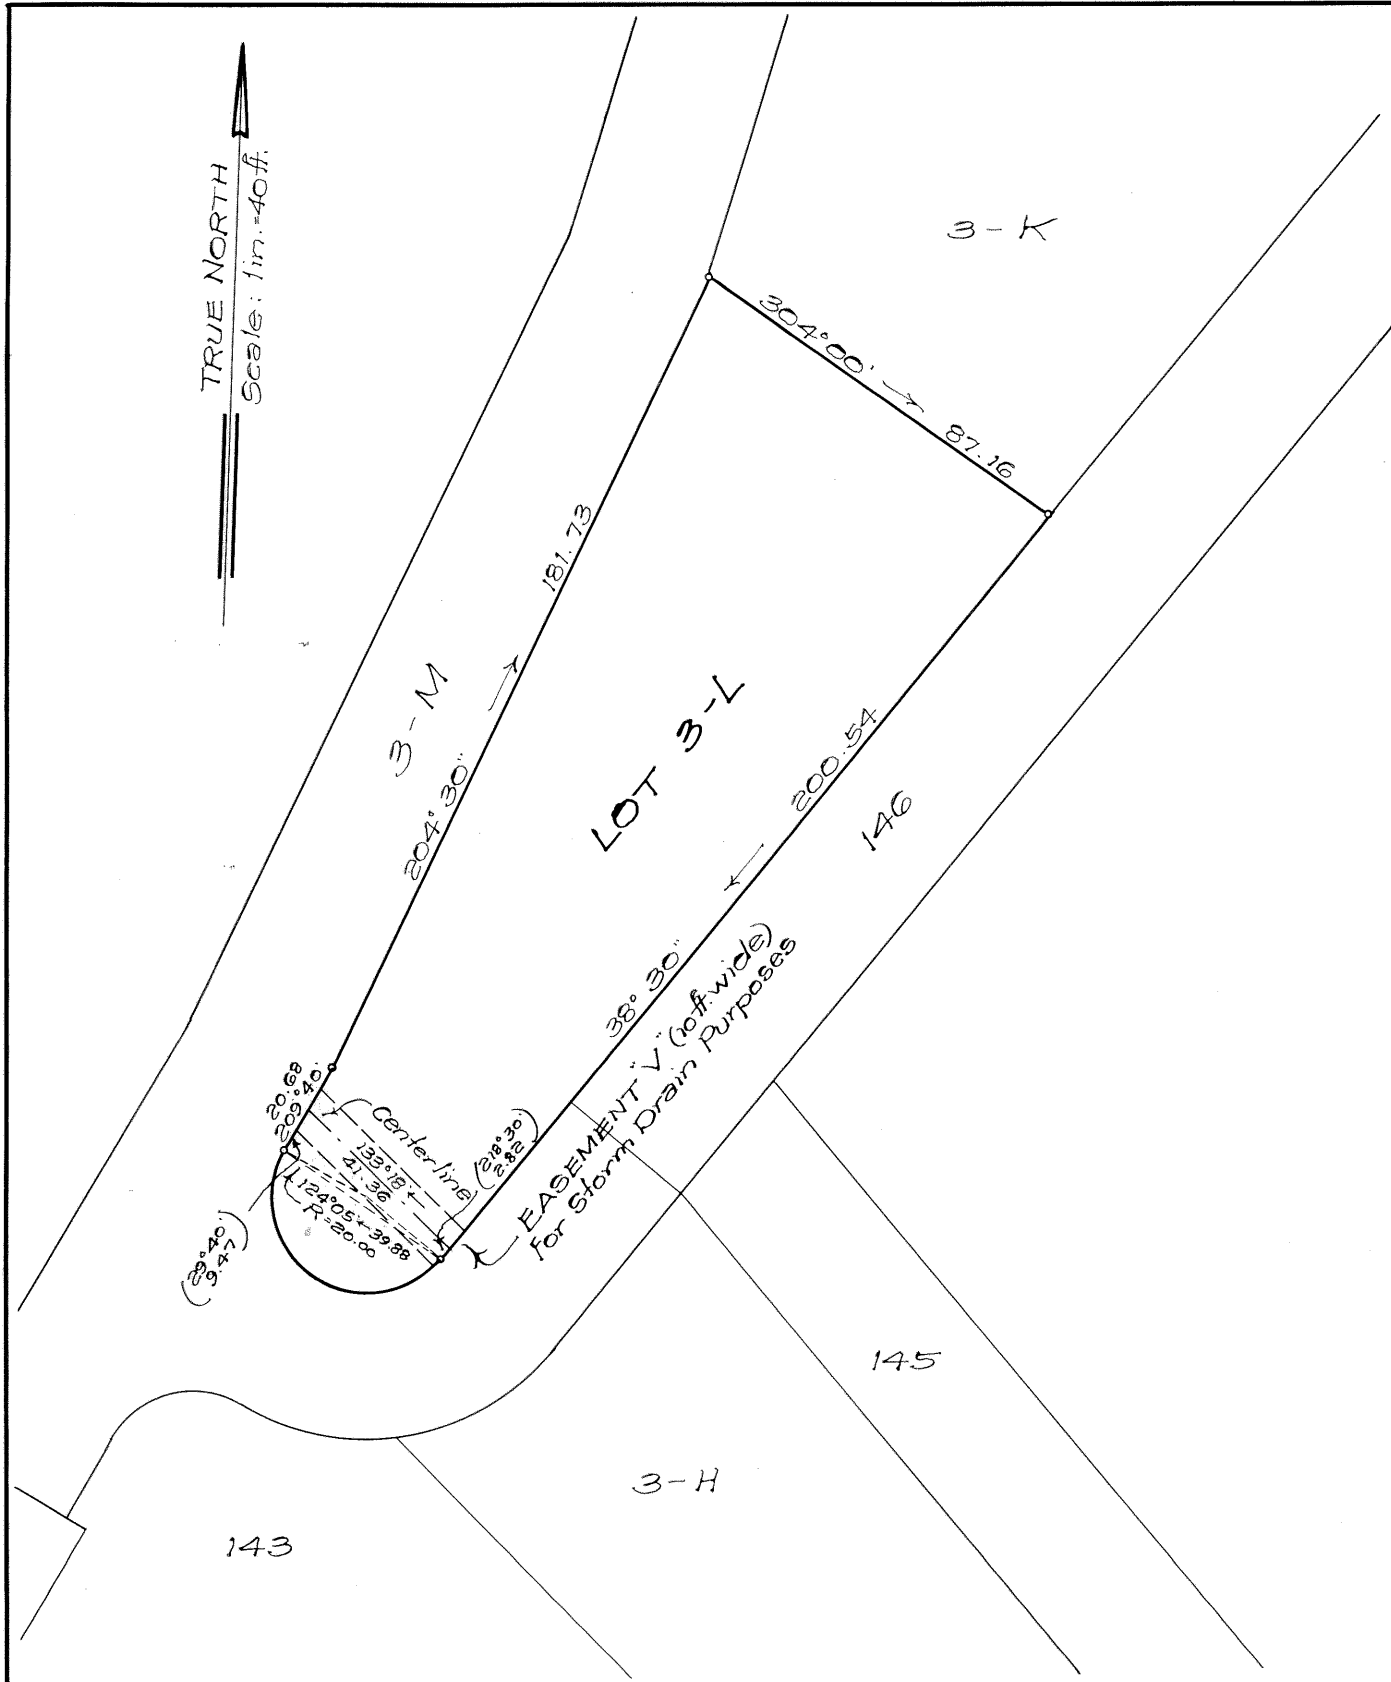 TRUE NORTH
Scale: 1in.=40ft.
3-K
304°00'
87.16
181.73
3-M
LOT 3-L
204°30"
200.54
146
38°30"
EASEMENT "V" (10ft. wide)
For Storm Drain Purposes
20.68
209°40'
Centerline
133°18'
41.36
(218°30'
2.82)
124°05' 39.88
R=20.00
(29°40'
9.47)
145
3-H
143